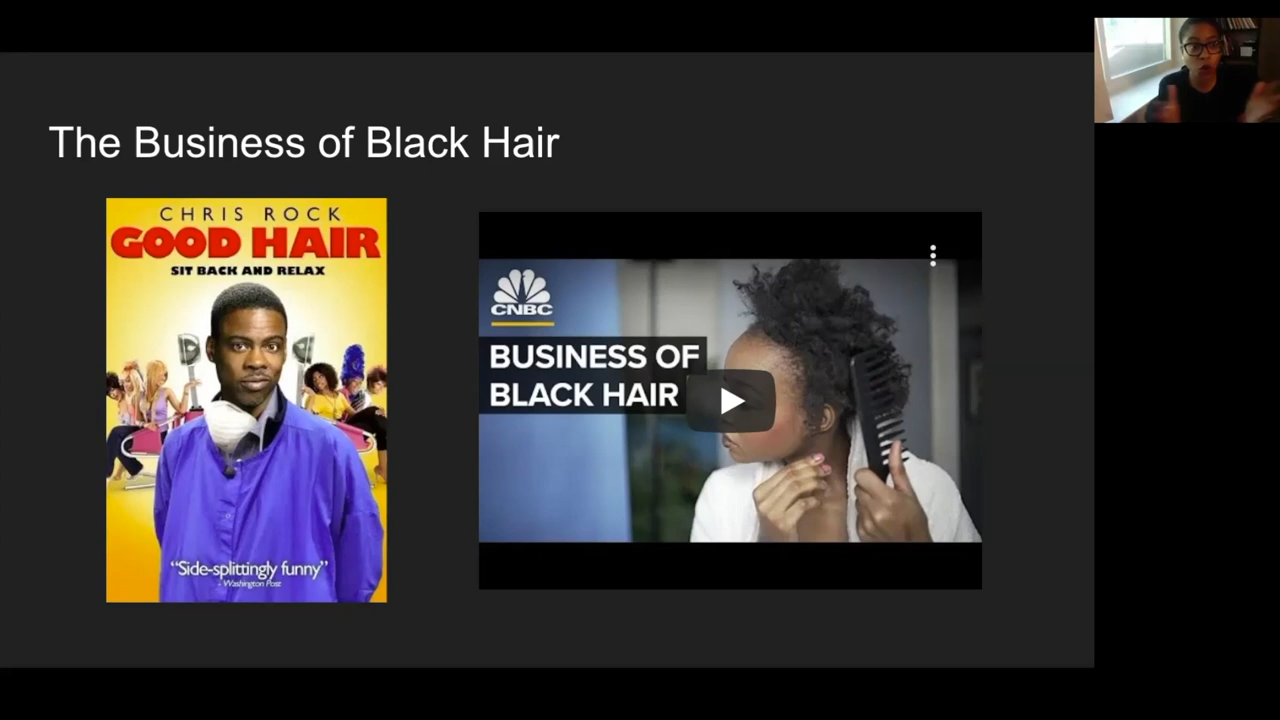 The Business of Black Hair
CHRIS ROCK
GOOD HAIR
SIT BACK AND RELAX
“Side-splittingly funny”
- Washington Post
CNBC
BUSINESS OF
BLACK HAIR